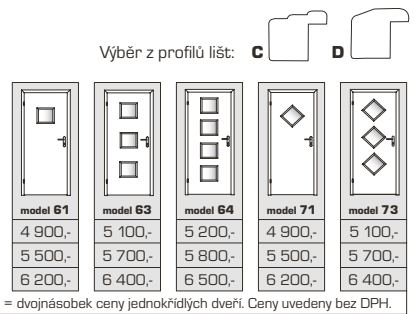 Výběr z profilů lišt: C D
model 61 model 63 model 64 model 71 model 73
4 900,- 5 100,- 5 200,- 4 900,- 5 100,-
5 500,- 5 700,- 5 800,- 5 500,- 5 700,-
6 200,- 6 400,- 6 500,- 6 200,- 6 400,-
= dvojnásobek ceny jednokřídlých dveří. Ceny uvedeny bez DPH.